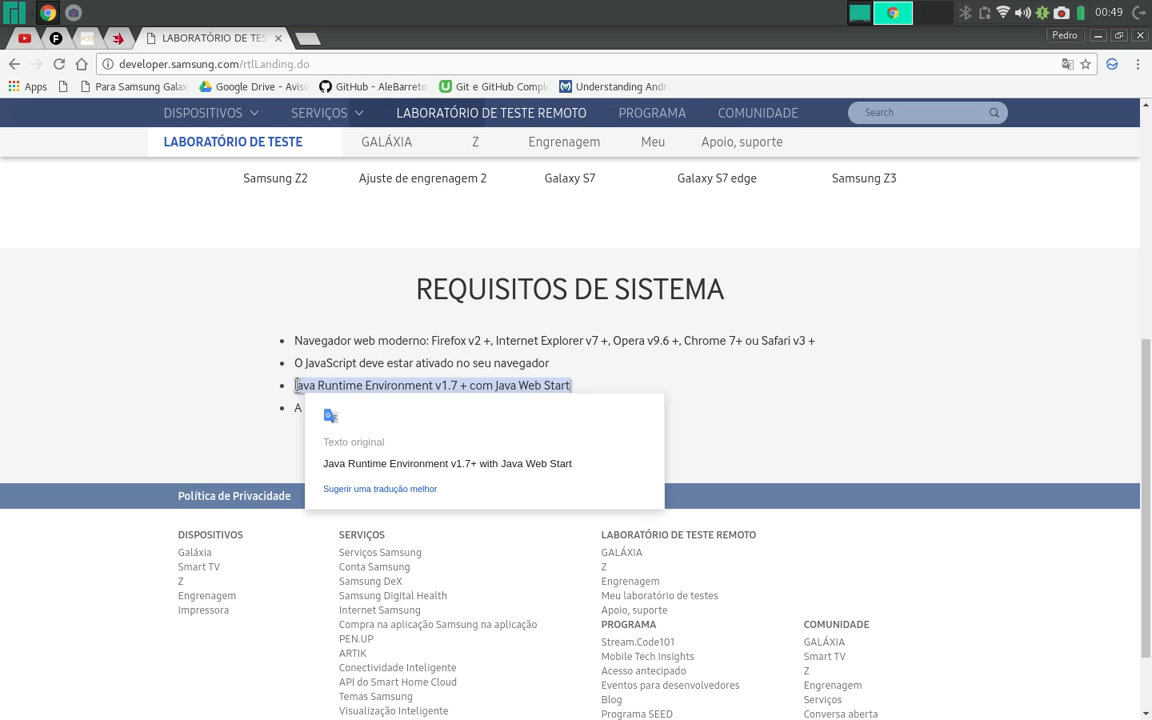 00:49
LABORATÓRIO DE TES
Pedro
developer.samsung.com/rtlLanding.do
Apps
Para Samsung Galax
Google Drive - Aviso
GitHub - AleBarreto
Git e GitHub Comple
Understanding Andr
DISPOSITIVOS SERVIÇOS LABORATÓRIO DE TESTE REMOTO PROGRAMA COMUNIDADE Search
LABORATÓRIO DE TESTE GALÁXIA Z Engrenagem Meu Apoio, suporte
Samsung Z2 Ajuste de engrenagem 2 Galaxy S7 Galaxy S7 edge Samsung Z3
REQUISITOS DE SISTEMA
Navegador web moderno: Firefox v2 +, Internet Explorer v7 +, Opera v9.6 +, Chrome 7+ ou Safari v3 +
O JavaScript deve estar ativado no seu navegador
Java Runtime Environment v1.7 + com Java Web Start
A
Texto original
Java Runtime Environment v1.7+ with Java Web Start
Sugerir uma tradução melhor
Política de Privacidade
DISPOSITIVOS
Galáxia
Smart TV
Z
Engrenagem
Impressora
SERVIÇOS
Serviços Samsung
Conta Samsung
Samsung DeX
Samsung Digital Health
Internet Samsung
Compra na aplicação Samsung na aplicação
PEN.UP
ARTIK
Conectividade Inteligente
API do Smart Home Cloud
Temas Samsung
Visualização Inteligente
LABORATÓRIO DE TESTE REMOTO
GALÁXIA
Z
Engrenagem
Meu laboratório de testes
Apoio, suporte
PROGRAMA
Stream.Code101
Mobile Tech Insights
Acesso antecipado
Eventos para desenvolvedores
Blog
Programa SEED
COMUNIDADE
GALÁXIA
Smart TV
Z
Engrenagem
Serviços
Conversa aberta